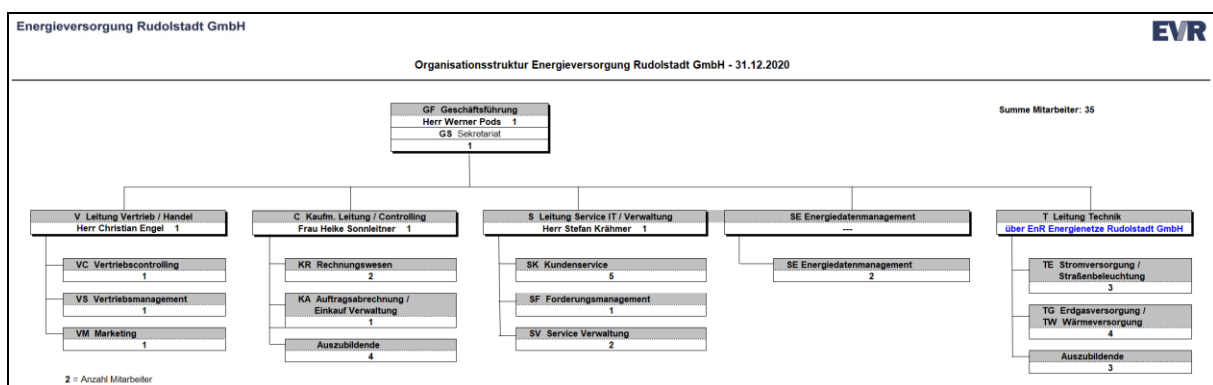 Energieversorgung Rudolstadt GmbH
EVR
Organisationsstruktur Energieversorgung Rudolstadt GmbH - 31.12.2020
Summe Mitarbeiter: 35
GF Geschäftsführung
Herr Werner Pods 1
GS Sekretariat
1
V Leitung Vertrieb / Handel
Herr Christian Engel 1
VC Vertriebscontrolling
1
VS Vertriebsmanagement
1
VM Marketing
1
C Kaufm. Leitung / Controlling
Frau Heike Sonnleitner 1
KR Rechnungswesen
2
KA Auftragsabrechnung /
Einkauf Verwaltung
1
Auszubildende
4
S Leitung Service IT / Verwaltung
Herr Stefan Krähmer 1
SK Kundenservice
5
SF Forderungsmanagement
1
SV Service Verwaltung
2
SE Energiedatenmanagement
---
SE Energiedatenmanagement
2
T Leitung Technik
über EnR Energienetze Rudolstadt GmbH
TE Stromversorgung /
Straßenbeleuchtung
3
TG Erdgasversorgung /
TW Wärmeversorgung
4
Auszubildende
3
2 = Anzahl Mitarbeiter